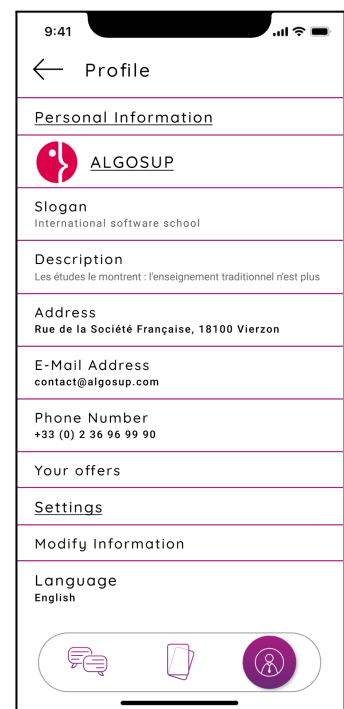 9:41
Profile
Personal Information
ALGOSUP
Slogan
International software school
Description
Les études le montrent : l'enseignement traditionnel n'est plus
Address
Rue de la Société Française, 18100 Vierzon
E-Mail Address
contact@algosup.com
Phone Number
+33 (0) 2 36 96 99 90
Your offers
Settings
Modify Information
Language
English